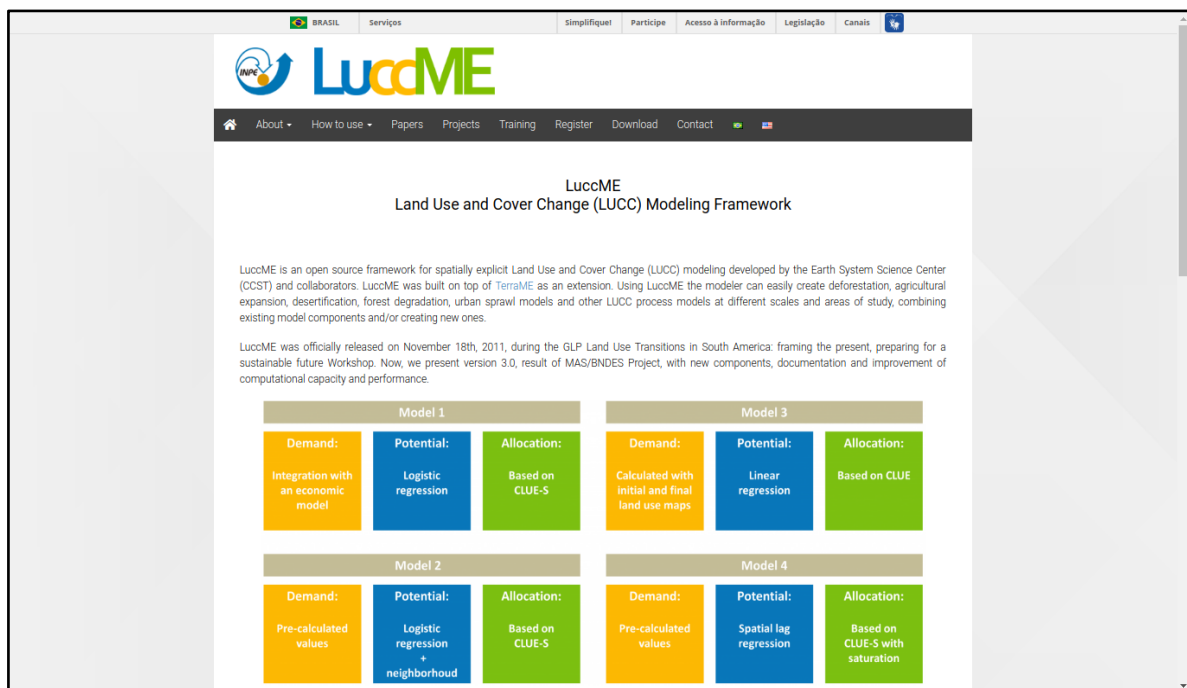 BRASIL Serviços Simplifique! Participe Acesso à informação Legislação Canais
INPE LuccME
About How to use Papers Projects Training Register Download Contact
LuccME
Land Use and Cover Change (LUCC) Modeling Framework
LuccME is an open source framework for spatially explicit Land Use and Cover Change (LUCC) modeling developed by the Earth System Science Center
(CCST) and collaborators. LuccME was built on top of TerraME as an extension. Using LuccME the modeler can easily create deforestation, agricultural
expansion, desertification, forest degradation, urban sprawl models and other LUCC process models at different scales and areas of study, combining
existing model components and/or creating new ones.
LuccME was officially released on November 18th, 2011, during the GLP Land Use Transitions in South America: framing the present, preparing for a
sustainable future Workshop. Now, we present version 3.0, result of MAS/BNDES Project, with new components, documentation and improvement of
computational capacity and performance.
Model 1
Demand:
Integration with
an economic
model
Potential:
Logistic
regression
Allocation:
Based on
CLUE-S
Model 3
Demand:
Calculated with
initial and final
land use maps
Potential:
Linear
regression
Allocation:
Based on CLUE
Model 2
Demand:
Pre-calculated
values
Potential:
Logistic
regression
+
neighborhoud
Allocation:
Based on
CLUE-S
Model 4
Demand:
Pre-calculated
values
Potential:
Spatial lag
regression
Allocation:
Based on
CLUE-S with
saturation